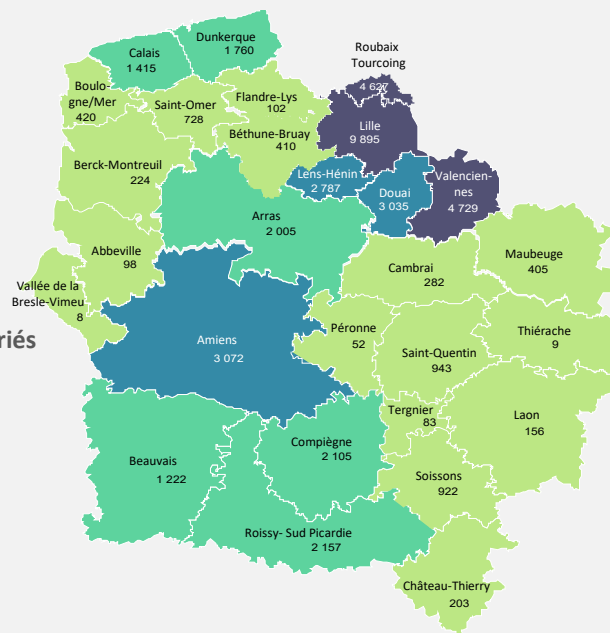 Dunkerque
1 760
Calais
1 415
Roubaix
Tourcoing
4 627
Boulo-
gne/Mer
420
Saint-Omer
728
Flandre-Lys
102
Lille
9 895
Béthune-Bruay
410
Berck-Montreuil
224
Lens-Hénin
2 787
Douai
3 035
Valencien-
nes
4 729
Arras
2 005
Abbeville
98
Maubeuge
405
Cambrai
282
Vallée de la
Bresle-Vimeu
8
riés
Amiens
3 072
Péronne
52
Saint-Quentin
943
Thiérache
9
Tergnier
83
Laon
156
Compiègne
2 105
Beauvais
1 222
Soissons
922
Roissy- Sud Picardie
2 157
Château-Thierry
203